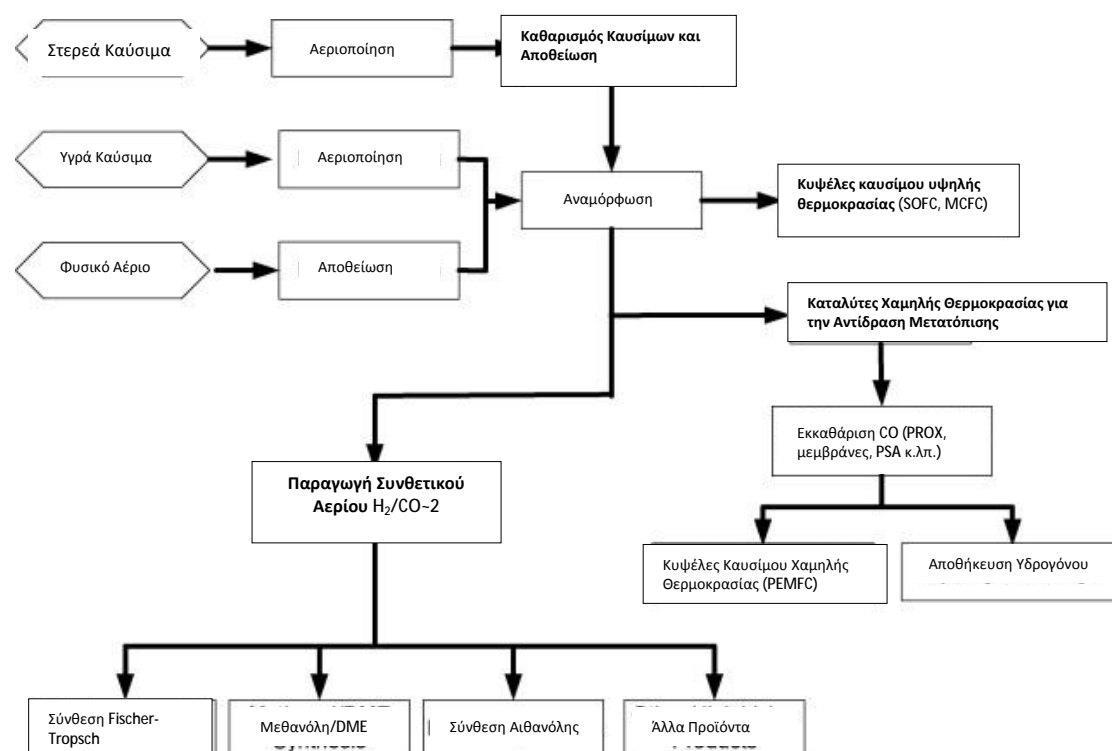 Στερεά Καύσιμα
Αεριοποίηση
Καθαρισμός Καυσίμων και
Αποθείωση
Υγρά Καύσιμα
Αεριοποίηση
Αναμόρφωση
Κυψέλες καυσίμου υψηλής
θερμοκρασίας (SOFC, MCFC)
Φυσικό Αέριο
Αποθείωση
Καταλύτες Χαμηλής Θερμοκρασίας για
την Αντίδραση Μετατόπισης
Εκκαθάριση CO (PROX,
μεμβράνες, PSA κ.λπ.)
Παραγωγή Συνθετικού
Αερίου H₂/CO~2
Κυψέλες Καυσίμου Χαμηλής
Θερμοκρασίας (PEMFC)
Αποθήκευση Υδρογόνου
Σύνθεση Fischer-
Tropsch
Μεθανόλη/DME
Σύνθεση Αιθανόλης
Άλλα Προϊόντα